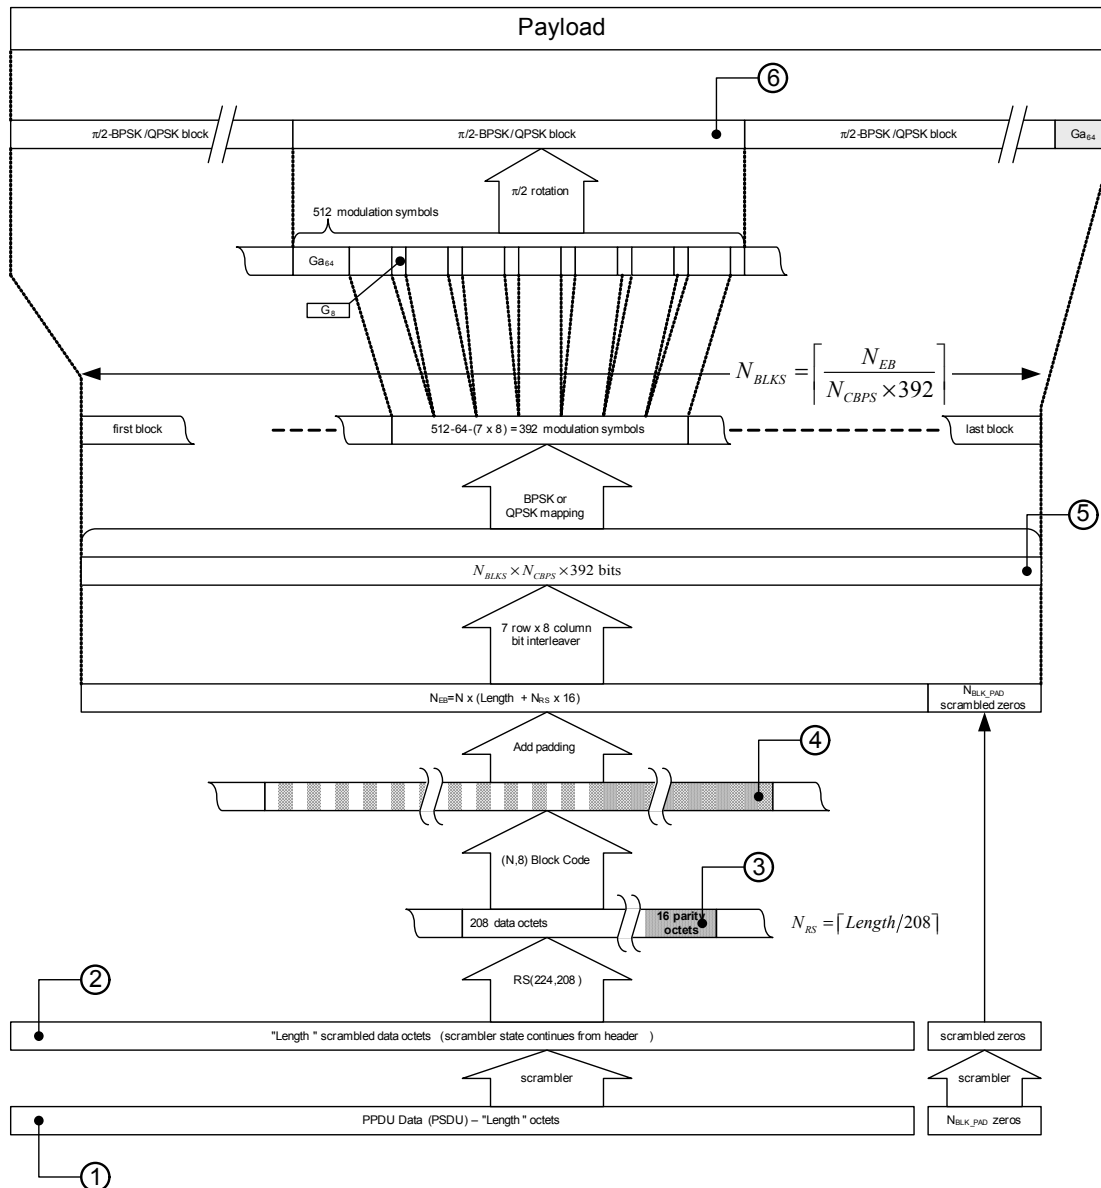 Payload
6
π/2-BPSK/QPSK block
π/2-BPSK/QPSK block
π/2-BPSK/QPSK block
Ga64
π/2 rotation
512 modulation symbols
Ga64
G8
N_BLKS = ⌈ N_EB / (N_CBPS × 392) ⌉
first block
512-64-(7 x 8) = 392 modulation symbols
last block
BPSK or
QPSK mapping
5
N_BLKS × N_CBPS × 392 bits
7 row x 8 column
bit interleaver
N_EB=N x (Length + N_RS x 16)
N_BLK_PAD
scrambled zeros
4
Add padding
(N,8) Block Code
3
208 data octets
16 parity
octets
N_RS = ⌈Length/208⌉
RS(224,208)
2
"Length" scrambled data octets (scrambler state continues from header )
scrambled zeros
scrambler
scrambler
PPDU Data (PSDU) – "Length" octets
N_BLK_PAD zeros
1